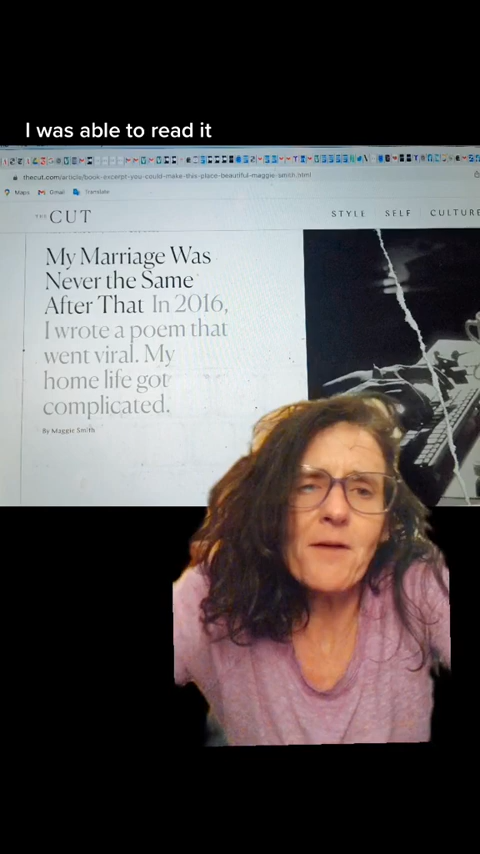 I was able to read it
thecut.com/article/book-excerpt-you-could-make-this-place-beautiful-maggie-smith.html
Maps Gmail Translate
THE CUT STYLE SELF CULTURE
My Marriage Was
Never the Same
After That In 2016,
I wrote a poem that
went viral. My
home life got
complicated.
By Maggie Smith